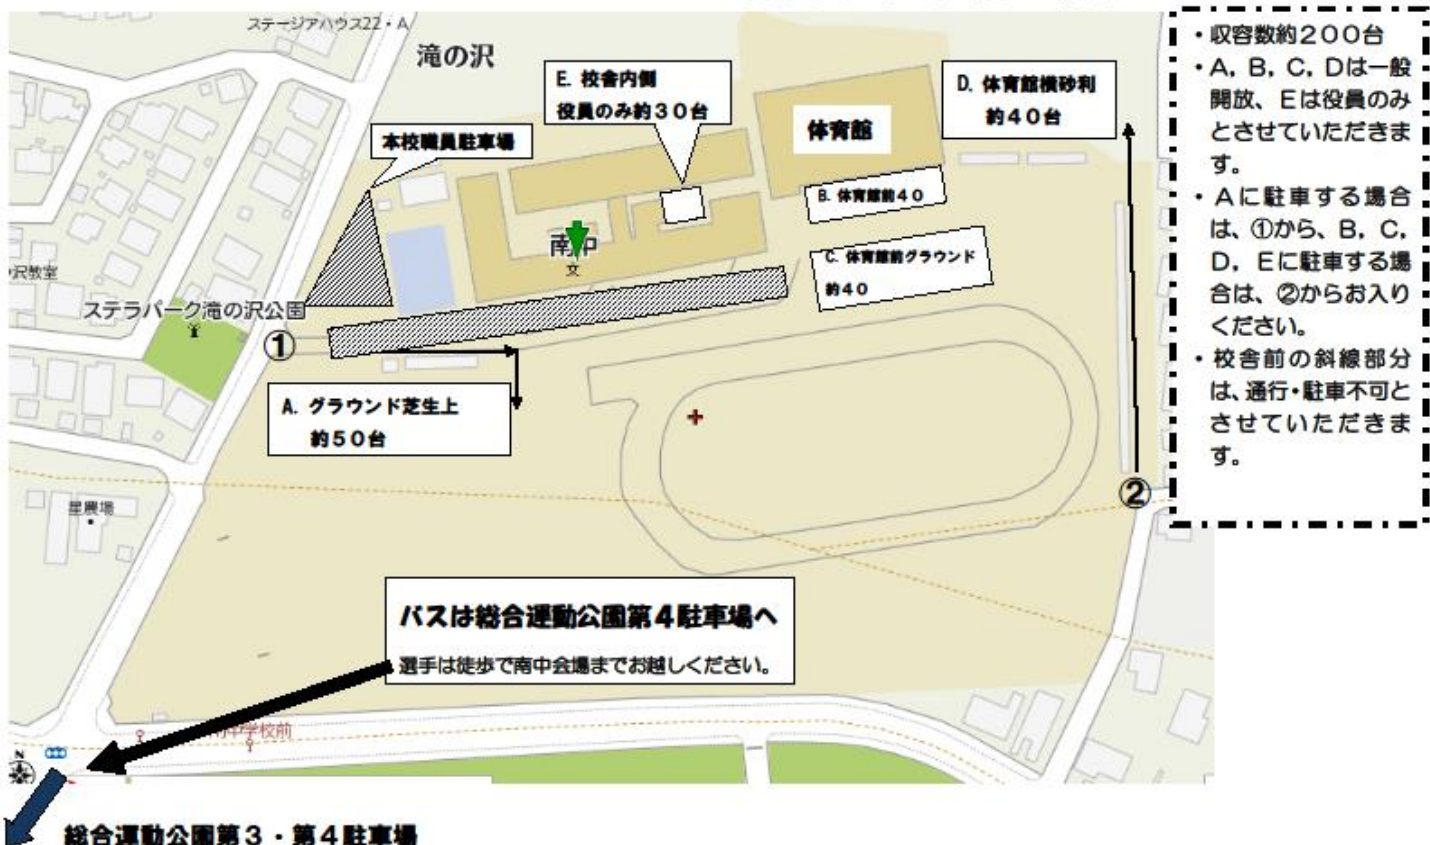 ステージアハウス22・A
滝の沢
E. 校舎内側
役員のみ約30台
D. 体育館横砂利
約40台
本校職員駐車場
体育館
B. 体育館前40
南中
文
C. 体育館前グラウンド
約40
沢教室
ステラパーク滝の沢公園
①
A. グラウンド芝生上
約50台
②
星農場
バスは総合運動公園第4駐車場へ
選手は徒歩で南中会場までお越しください。
中学校前
N
総合運動公園第3・第4駐車場
・収容数約200台
・A, B, C, Dは一般
開放、Eは役員のみ
とさせていただきま
す。
・Aに駐車する場合
は、①から、B, C,
D, Eに駐車する場
合は、②からお入り
ください。
・校舎前の斜線部分
は、通行・駐車不可と
させていただきま
す。